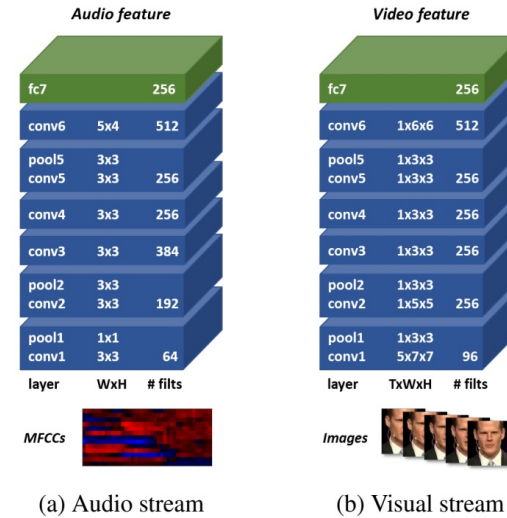 Audio feature
fc7 256
conv6 5x4 512
pool5 3x3
conv5 3x3 256
conv4 3x3 256
conv3 3x3 384
pool2 3x3
conv2 3x3 192
pool1 1x1
conv1 3x3 64
layer WxH # filts
MFCCs
(a) Audio stream
Video feature
fc7 256
conv6 1x6x6 512
pool5 1x3x3
conv5 1x3x3 256
conv4 1x3x3 256
conv3 1x3x3 256
pool2 1x3x3
conv2 1x5x5 256
pool1 1x3x3
conv1 5x7x7 96
layer TxWxH # filts
Images
(b) Visual stream